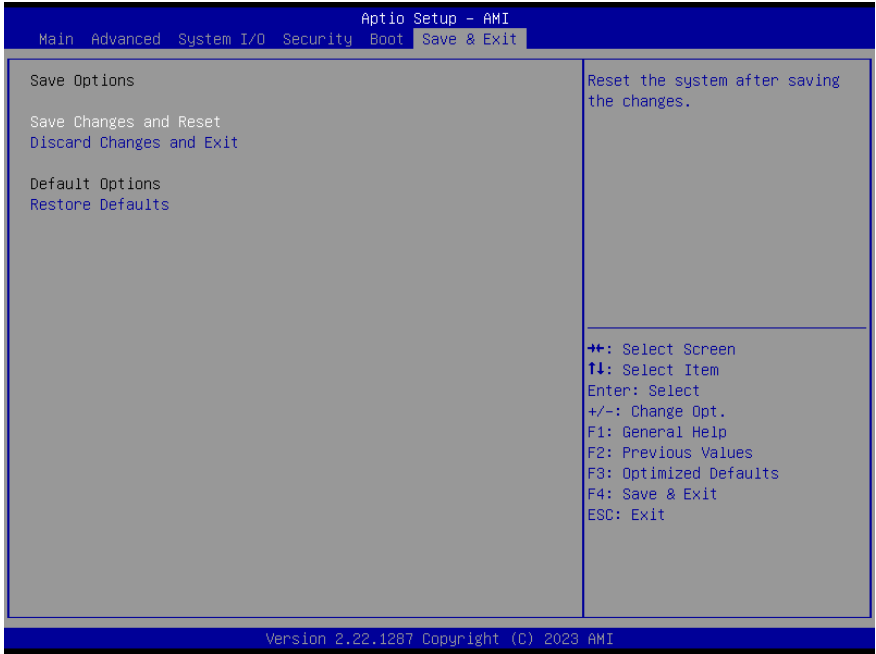 Aptio Setup – AMI
Main Advanced System I/O Security Boot Save & Exit
Save Options
Save Changes and Reset
Discard Changes and Exit
Default Options
Restore Defaults
Reset the system after saving
the changes.
→←: Select Screen
↑↓: Select Item
Enter: Select
+/-: Change Opt.
F1: General Help
F2: Previous Values
F3: Optimized Defaults
F4: Save & Exit
ESC: Exit
Version 2.22.1287 Copyright (C) 2023 AMI